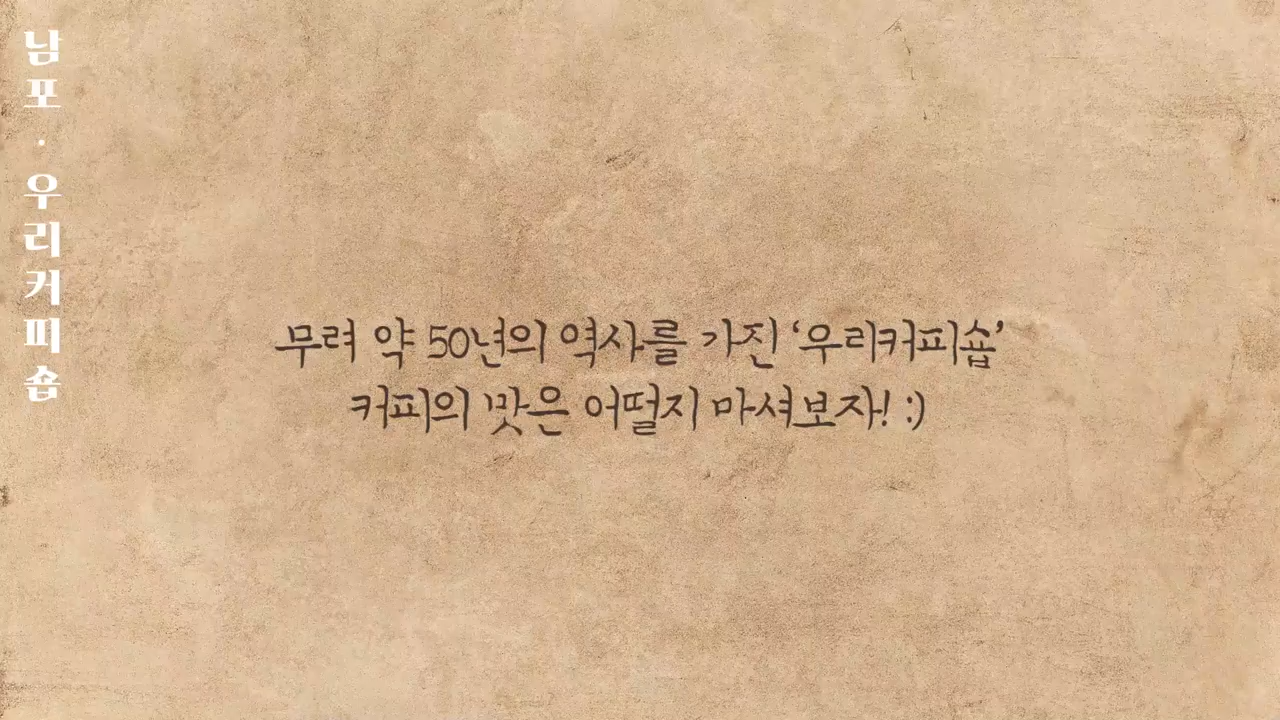 남포·우리커피숍
무려 약 50년의 역사를 가진 ‘우리커피숍’
커피의 맛은 어떨지 마셔보자! :)